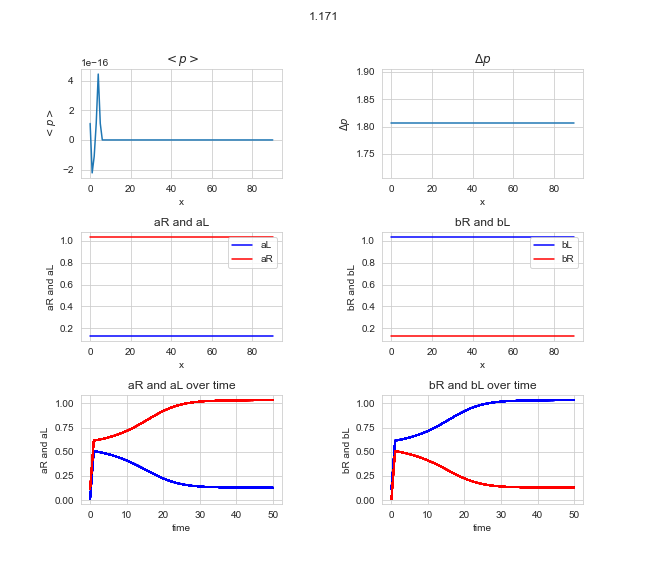 1.171
< p >
1e−16
< p >
4
2
0
−2
0 20 40 60 80
x
Δp
Δp
1.90
1.85
1.80
1.75
0 20 40 60 80
x
aR and aL
aR and aL
1.0
0.8
0.6
0.4
0.2
aL
aR
0 20 40 60 80
x
bR and bL
bR and bL
1.0
0.8
0.6
0.4
0.2
bL
bR
0 20 40 60 80
x
aR and aL over time
aR and aL
1.00
0.75
0.50
0.25
0.00
0 10 20 30 40 50
time
bR and bL over time
bR and bL
1.00
0.75
0.50
0.25
0.00
0 10 20 30 40 50
time